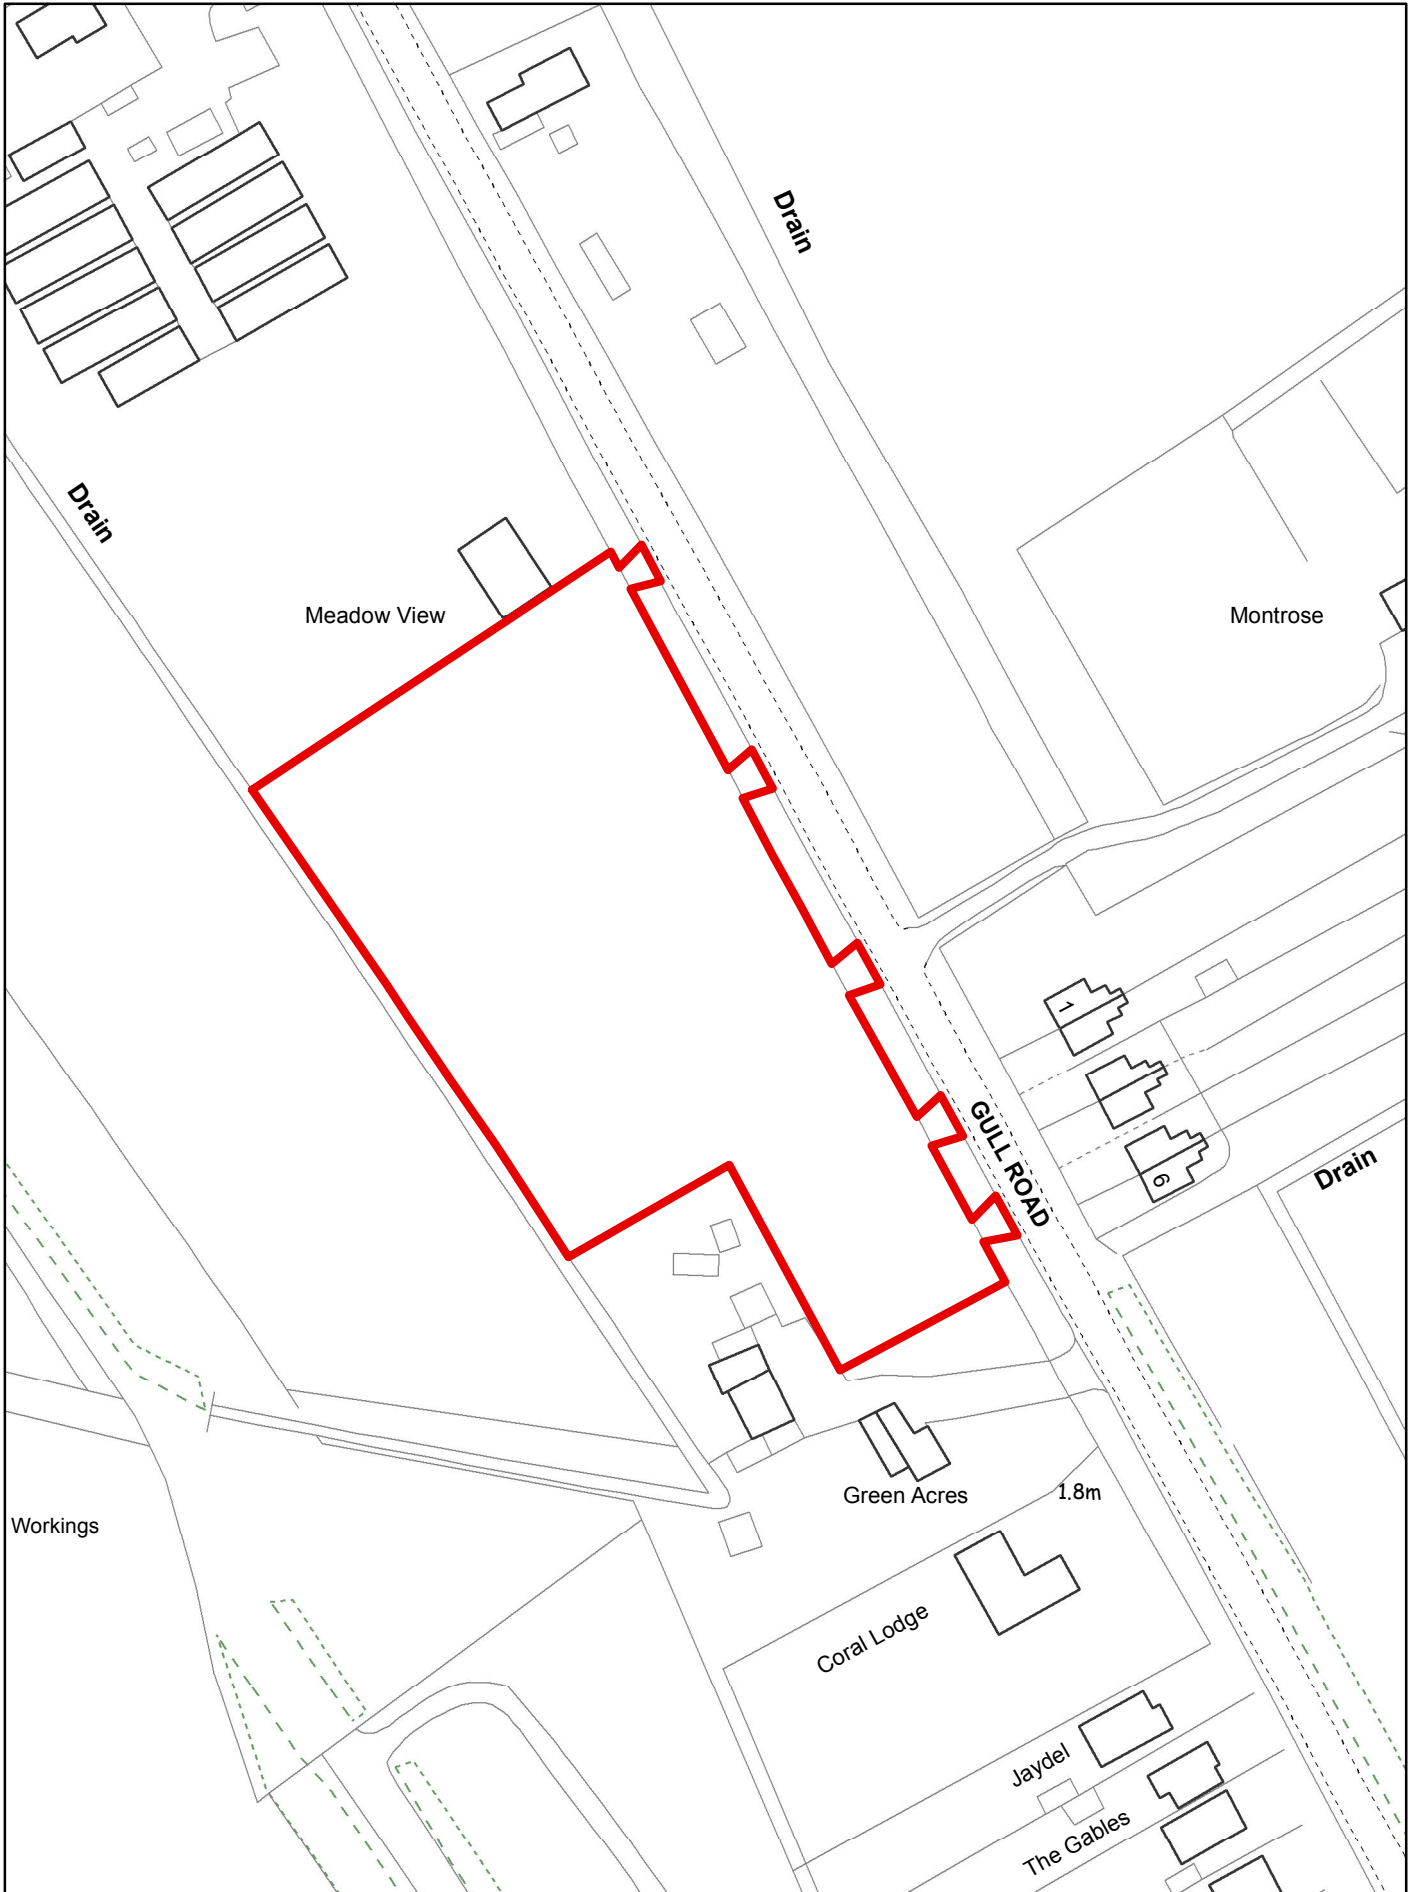 Drain
Drain
Meadow View
Montrose
1
GULL ROAD
6
Drain
Green Acres
1.8m
Workings
Coral Lodge
Jaydel
The Gables